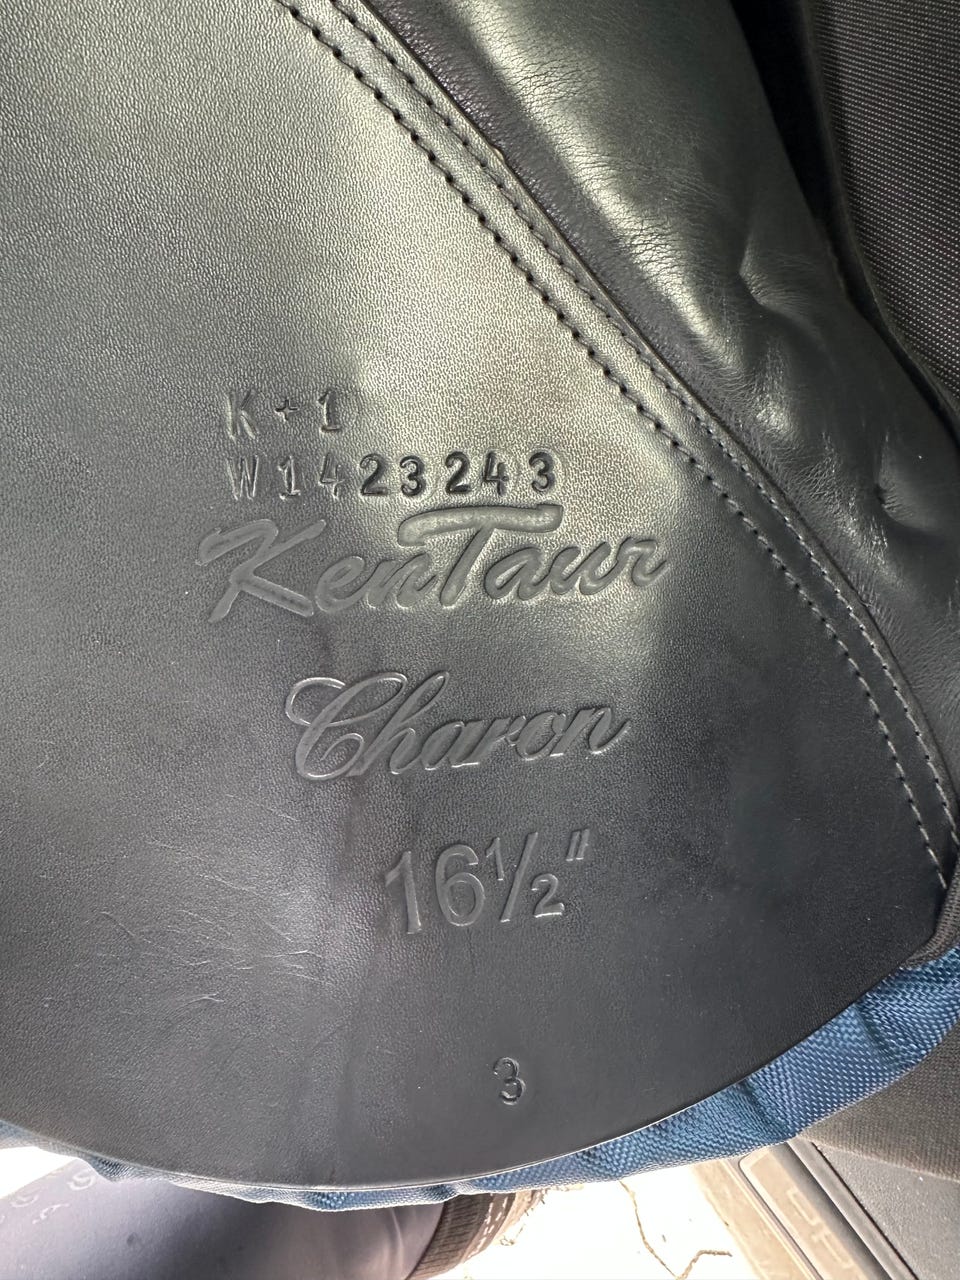 K+1
W1423243
KenTaur
Charon
16½"
3